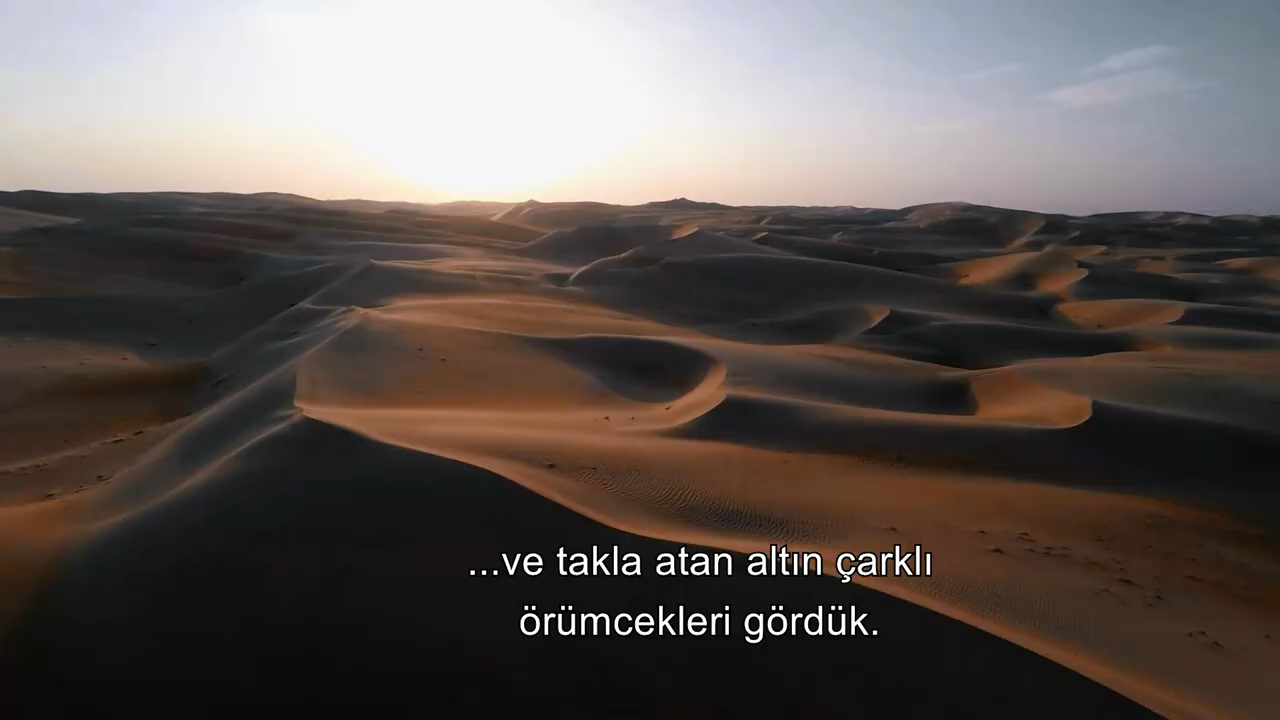 ...ve takla atan altın çarklı
örümcekleri gördük.